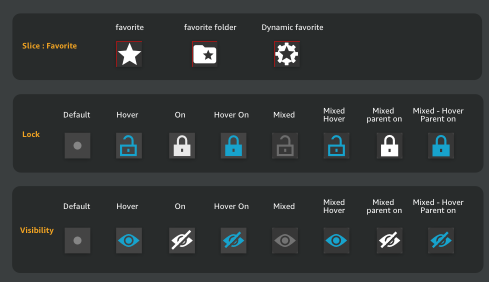 favorite favorite folder Dynamic favorite
Slice : Favorite
Default Hover On Hover On Mixed Mixed Hover Mixed parent on Mixed - Hover Parent on
Lock
Default Hover On Hover On Mixed Mixed Hover Mixed parent on Mixed - Hover Parent on
Visibility